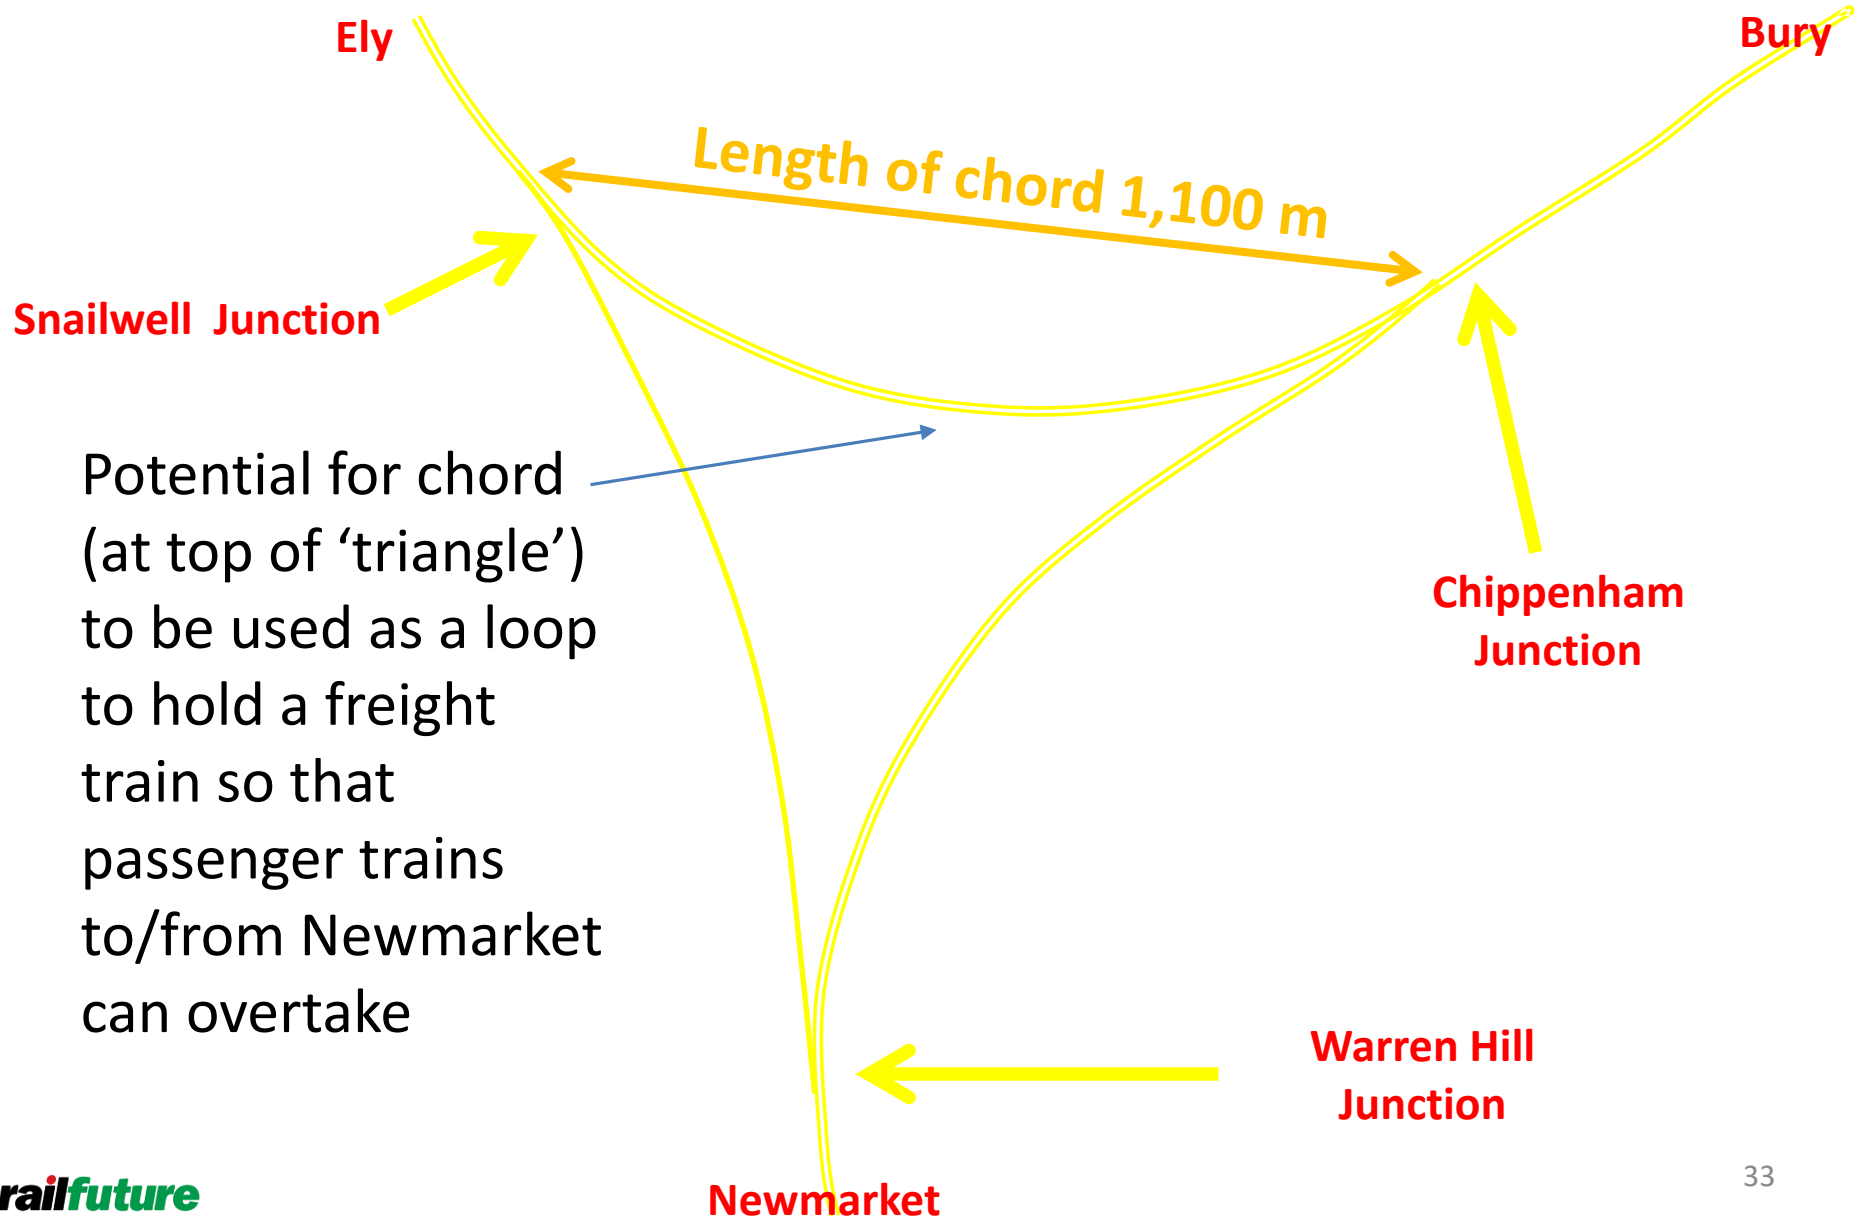 Ely
Bury
Length of chord 1,100 m
Snailwell Junction
Potential for chord
(at top of ‘triangle’)
to be used as a loop
to hold a freight
train so that
passenger trains
to/from Newmarket
can overtake
Chippenham
Junction
Warren Hill
Junction
railfuture
Newmarket
33